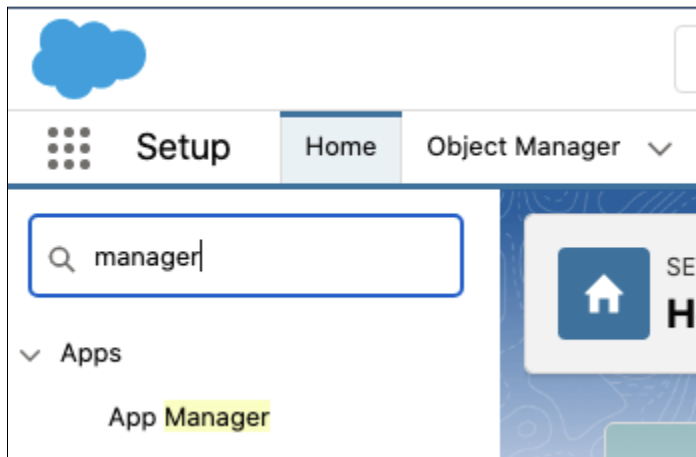 Setup Home Object Manager
manager
SE
H
Apps
App Manager